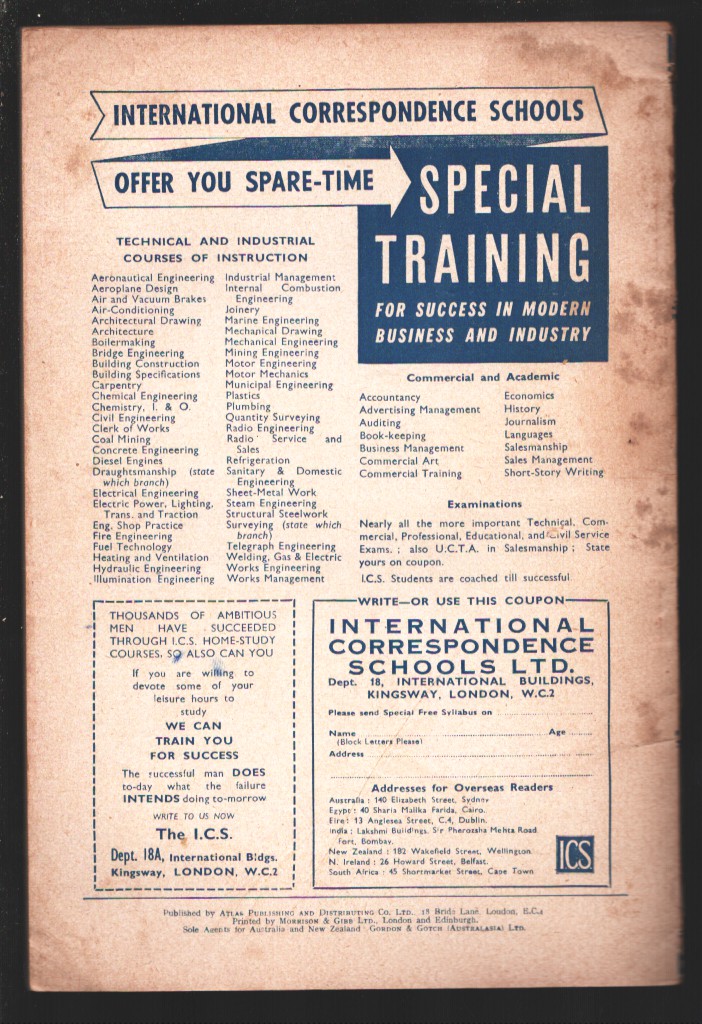 INTERNATIONAL CORRESPONDENCE SCHOOLS
OFFER YOU SPARE-TIME
SPECIAL
TRAINING
FOR SUCCESS IN MODERN
BUSINESS AND INDUSTRY
TECHNICAL AND INDUSTRIAL
COURSES OF INSTRUCTION
Aeronautical Engineering
Aeroplane Design
Air and Vacuum Brakes
Air-Conditioning
Architectural Drawing
Architecture
Boilermaking
Bridge Engineering
Building Construction
Building Specifications
Carpentry
Chemical Engineering
Chemistry, I. & O.
Civil Engineering
Clerk of Works
Coal Mining
Concrete Engineering
Diesel Engines
Draughtsmanship (state
which branch)
Electrical Engineering
Electric Power, Lighting,
Trans. and Traction
Eng. Shop Practice
Fire Engineering
Fuel Technology
Heating and Ventilation
Hydraulic Engineering
Illumination Engineering
Industrial Management
Internal Combustion
Engineering
Joinery
Marine Engineering
Mechanical Drawing
Mechanical Engineering
Mining Engineering
Motor Engineering
Motor Mechanics
Municipal Engineering
Plastics
Plumbing
Quantity Surveying
Radio Engineering
Radio Service and
Sales
Refrigeration
Sanitary & Domestic
Engineering
Sheet-Metal Work
Steam Engineering
Structural Steelwork
Surveying (state which
branch)
Telegraph Engineering
Welding, Gas & Electric
Works Engineering
Works Management
Commercial and Academic
Accountancy
Advertising Management
Auditing
Book-keeping
Business Management
Commercial Art
Commercial Training
Economics
History
Journalism
Languages
Salesmanship
Sales Management
Short-Story Writing
Examinations
Nearly all the more important Technical, Com-
mercial, Professional, Educational, and Civil Service
Exams. ; also U.C.T.A. in Salesmanship ; State
yours on coupon.
I.C.S. Students are coached till successful
THOUSANDS OF AMBITIOUS
MEN HAVE SUCCEEDED
THROUGH I.C.S. HOME-STUDY
COURSES. SO ALSO CAN YOU
If you are willing to
devote some of your
leisure hours to
study
WE CAN
TRAIN YOU
FOR SUCCESS
The successful man DOES
to-day what the failure
INTENDS doing to-morrow
WRITE TO US NOW
The I.C.S.
Dept. 18A, International Bldgs.
Kingsway, LONDON, W.C.2
WRITE—OR USE THIS COUPON
INTERNATIONAL
CORRESPONDENCE
SCHOOLS LTD.
Dept. 18, INTERNATIONAL BUILDINGS,
KINGSWAY, LONDON, W.C.2
Please send Special Free Syllabus on
Name Age
(Block Letters Please)
Address
Addresses for Overseas Readers
Australia : 140 Elizabeth Street, Sydney
Egypt : 40 Sharia Malika Farida, Cairo.
Eire : 13 Anglesea Street, C.4, Dublin.
India : Lakshmi Buildings, Sir Pherozsha Mehta Road
Fort, Bombay.
New Zealand : 182 Wakefield Street, Wellington
N. Ireland : 26 Howard Street, Belfast.
South Africa : 45 Shortmarket Street, Cape Town
ICS
Published by ATLAS PUBLISHING AND DISTRIBUTING CO. LTD., 18 Bride Lane, London, E.C.4
Printed by MORRISON & GIBB LTD., London and Edinburgh.
Sole Agents for Australia and New Zealand GORDON & GOTCH (AUSTRALASIA) LTD.